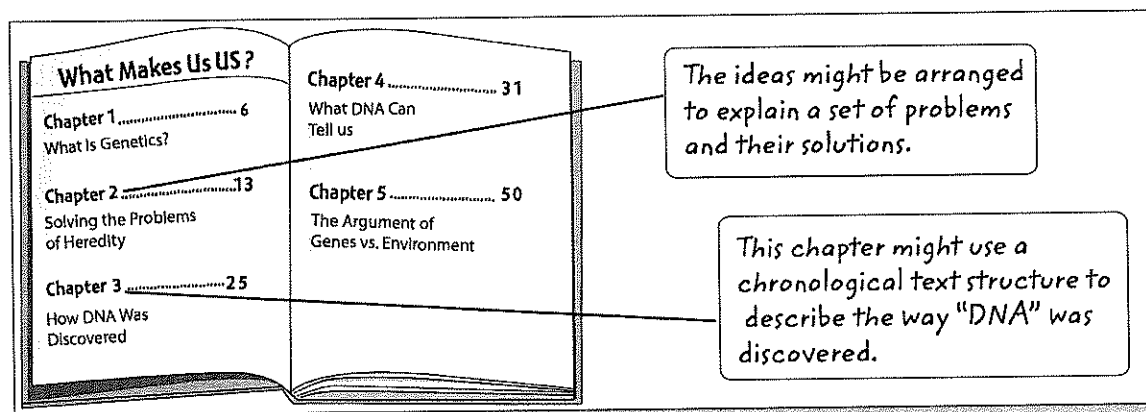 What Makes Us US?
Chapter 1........................ 6
What Is Genetics?
Chapter 2........................13
Solving the Problems
of Heredity
Chapter 3........................25
How DNA Was
Discovered
Chapter 4........................ 31
What DNA Can
Tell us
Chapter 5........................ 50
The Argument of
Genes vs. Environment
The ideas might be arranged
to explain a set of problems
and their solutions.
This chapter might use a
chronological text structure to
describe the way "DNA" was
discovered.